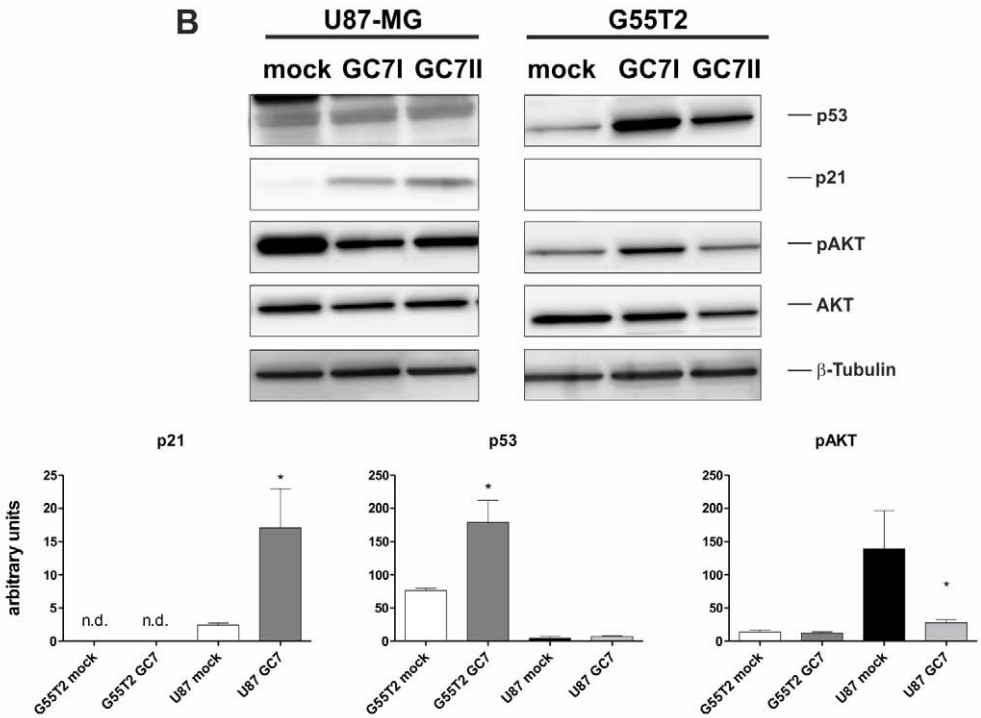 B U87-MG G55T2
mock GC7I GC7II mock GC7I GC7II
p53
p21
pAKT
AKT
β-Tubulin
p21 p53 pAKT
arbitrary units
25
20
15
10
5
0
n.d. n.d. *
G55T2 mock G55T2 GC7 U87 mock U87 GC7
250
200
150
100
50
0
*
G55T2 mock G55T2 GC7 U87 mock U87 GC7
250
200
150
100
50
0
*
G55T2 mock G55T2 GC7 U87 mock U87 GC7